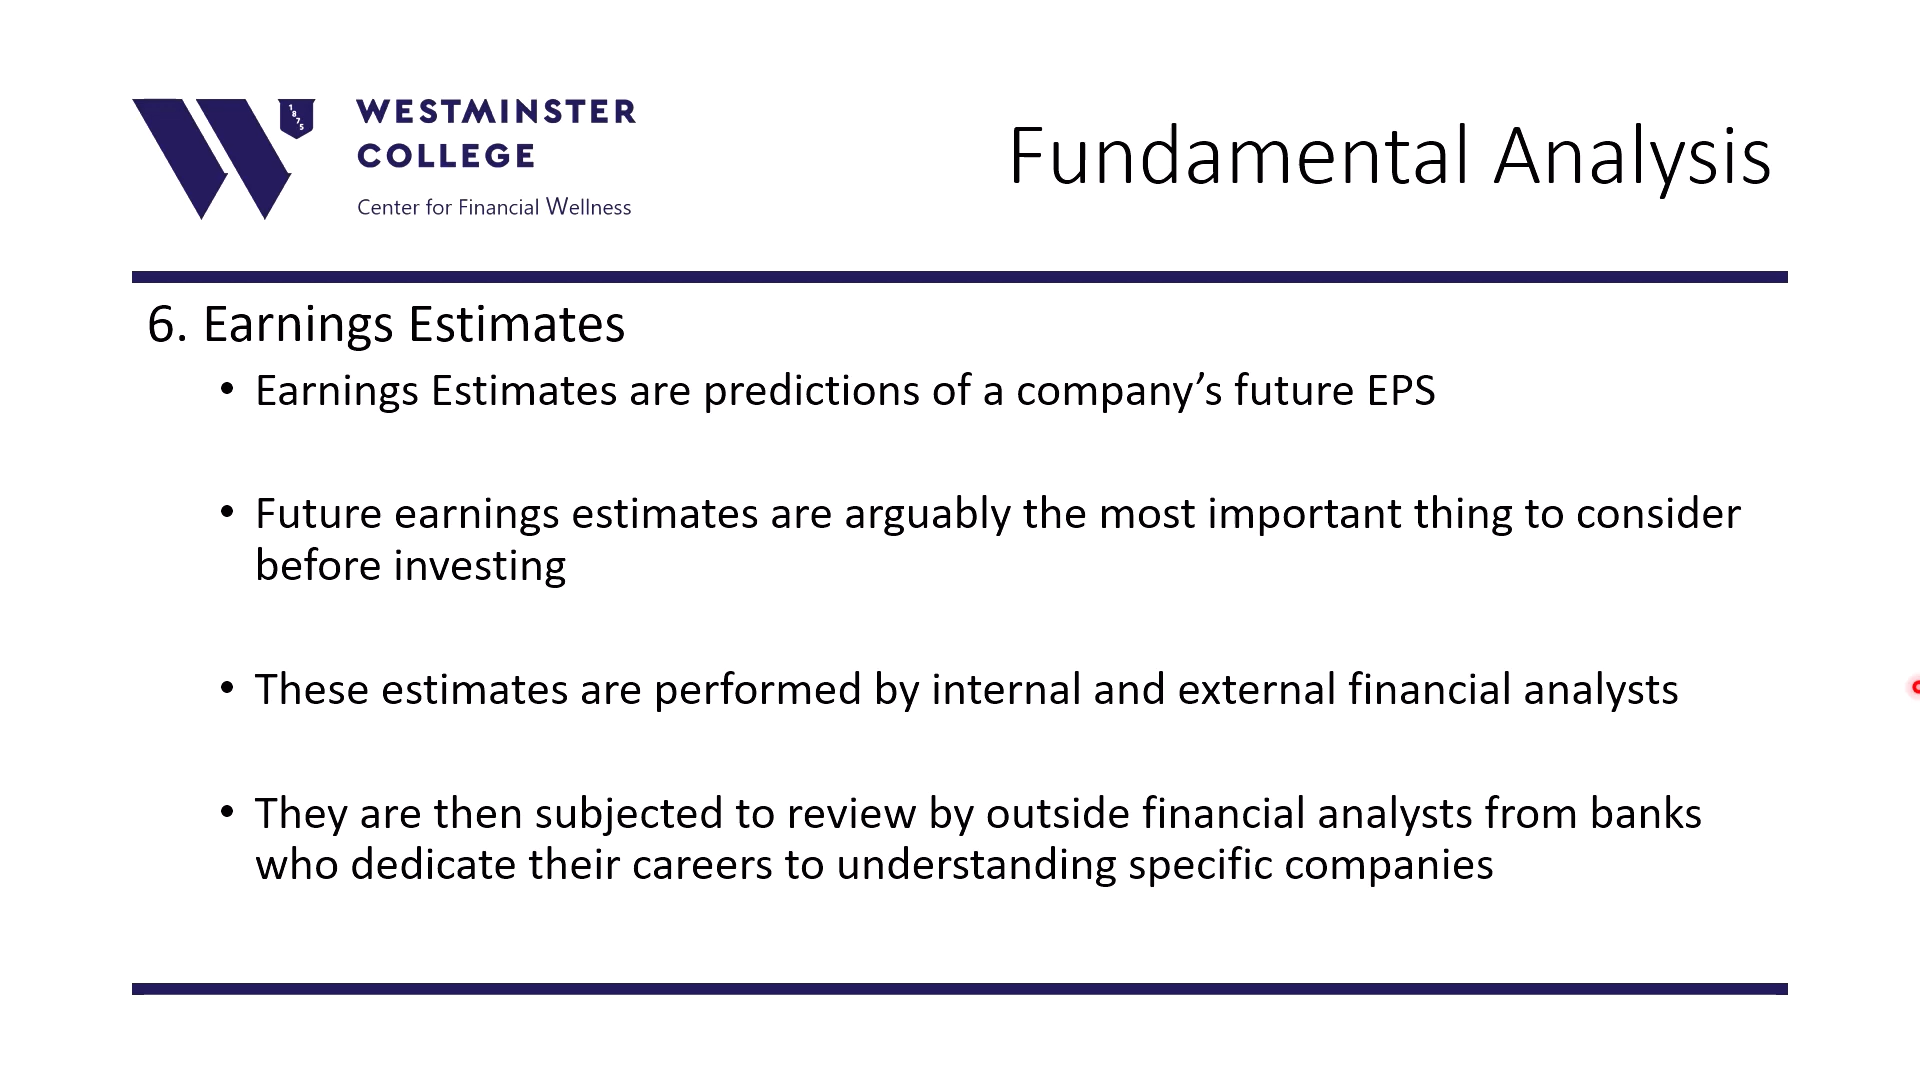 1875
WESTMINSTER
COLLEGE
Center for Financial Wellness
Fundamental Analysis
6. Earnings Estimates
• Earnings Estimates are predictions of a company’s future EPS
• Future earnings estimates are arguably the most important thing to consider
before investing
• These estimates are performed by internal and external financial analysts
• They are then subjected to review by outside financial analysts from banks
who dedicate their careers to understanding specific companies